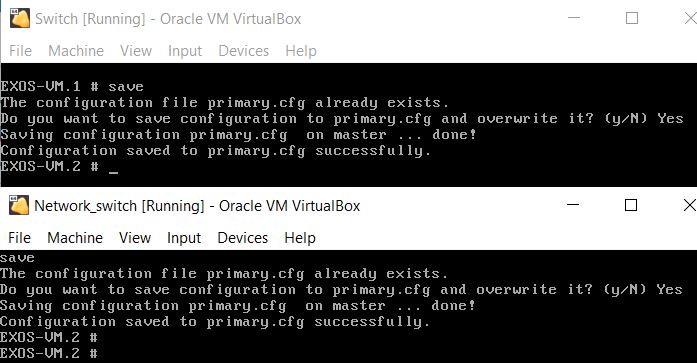 Switch [Running] - Oracle VM VirtualBox
File Machine View Input Devices Help
EXOS-VM.1 # save
The configuration file primary.cfg already exists.
Do you want to save configuration to primary.cfg and overwrite it? (y/N) Yes
Saving configuration primary.cfg  on master ... done!
Configuration saved to primary.cfg successfully.
EXOS-VM.2 # _
Network_switch [Running] - Oracle VM VirtualBox
File Machine View Input Devices Help
save
The configuration file primary.cfg already exists.
Do you want to save configuration to primary.cfg and overwrite it? (y/N) Yes
Saving configuration primary.cfg  on master ... done!
Configuration saved to primary.cfg successfully.
EXOS-VM.2 #
EXOS-VM.2 #